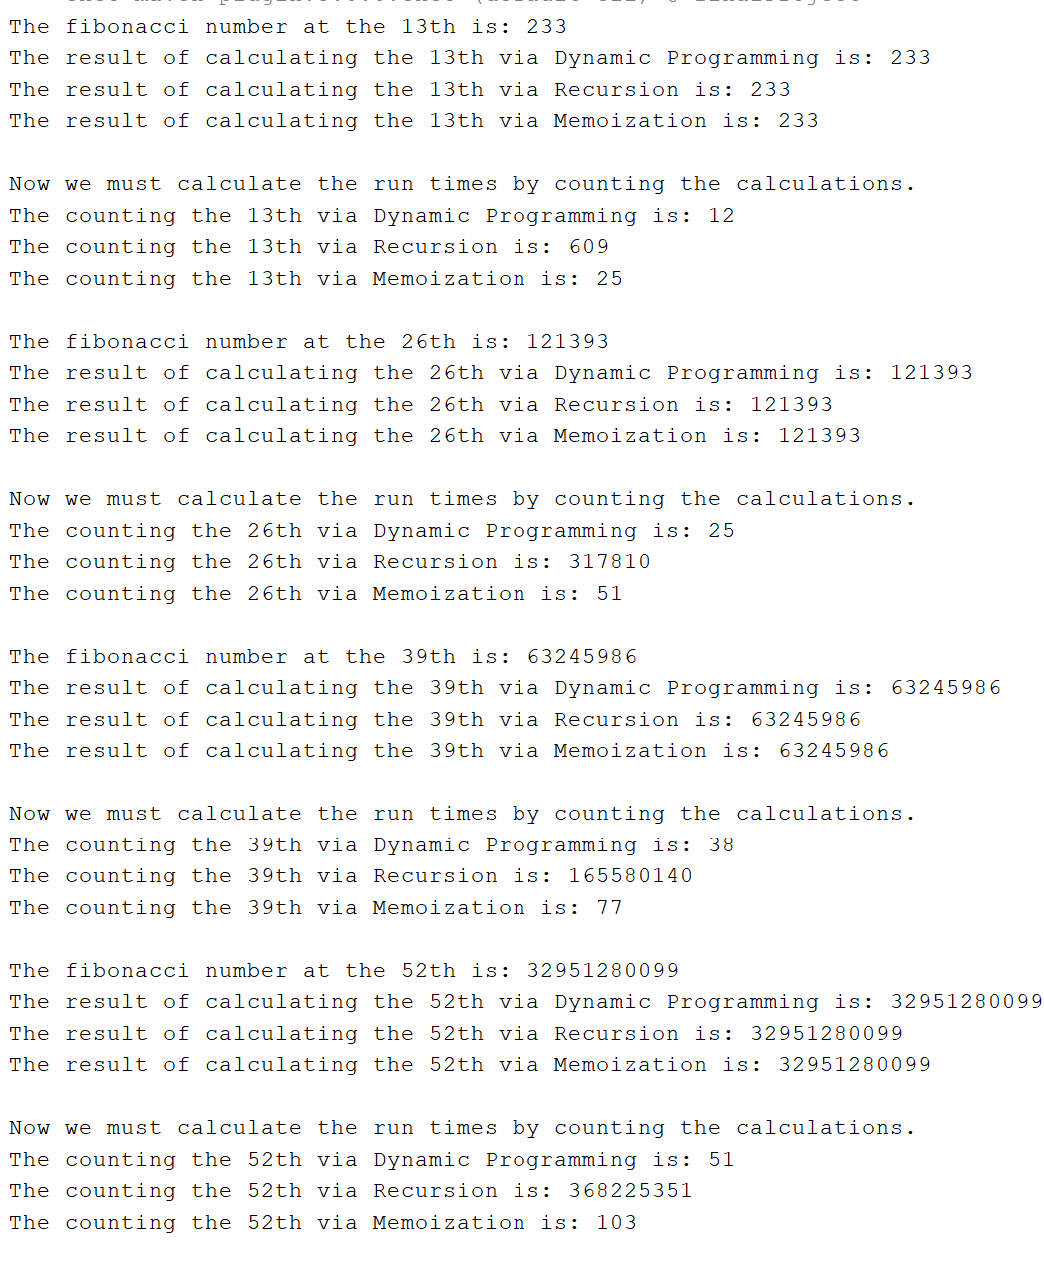 The fibonacci number at the 13th is: 233
The result of calculating the 13th via Dynamic Programming is: 233
The result of calculating the 13th via Recursion is: 233
The result of calculating the 13th via Memoization is: 233
Now we must calculate the run times by counting the calculations.
The counting the 13th via Dynamic Programming is: 12
The counting the 13th via Recursion is: 609
The counting the 13th via Memoization is: 25
The fibonacci number at the 26th is: 121393
The result of calculating the 26th via Dynamic Programming is: 121393
The result of calculating the 26th via Recursion is: 121393
The result of calculating the 26th via Memoization is: 121393
Now we must calculate the run times by counting the calculations.
The counting the 26th via Dynamic Programming is: 25
The counting the 26th via Recursion is: 317810
The counting the 26th via Memoization is: 51
The fibonacci number at the 39th is: 63245986
The result of calculating the 39th via Dynamic Programming is: 63245986
The result of calculating the 39th via Recursion is: 63245986
The result of calculating the 39th via Memoization is: 63245986
Now we must calculate the run times by counting the calculations.
The counting the 39th via Dynamic Programming is: 38
The counting the 39th via Recursion is: 165580140
The counting the 39th via Memoization is: 77
The fibonacci number at the 52th is: 32951280099
The result of calculating the 52th via Dynamic Programming is: 32951280099
The result of calculating the 52th via Recursion is: 32951280099
The result of calculating the 52th via Memoization is: 32951280099
Now we must calculate the run times by counting the calculations.
The counting the 52th via Dynamic Programming is: 51
The counting the 52th via Recursion is: 368225351
The counting the 52th via Memoization is: 103